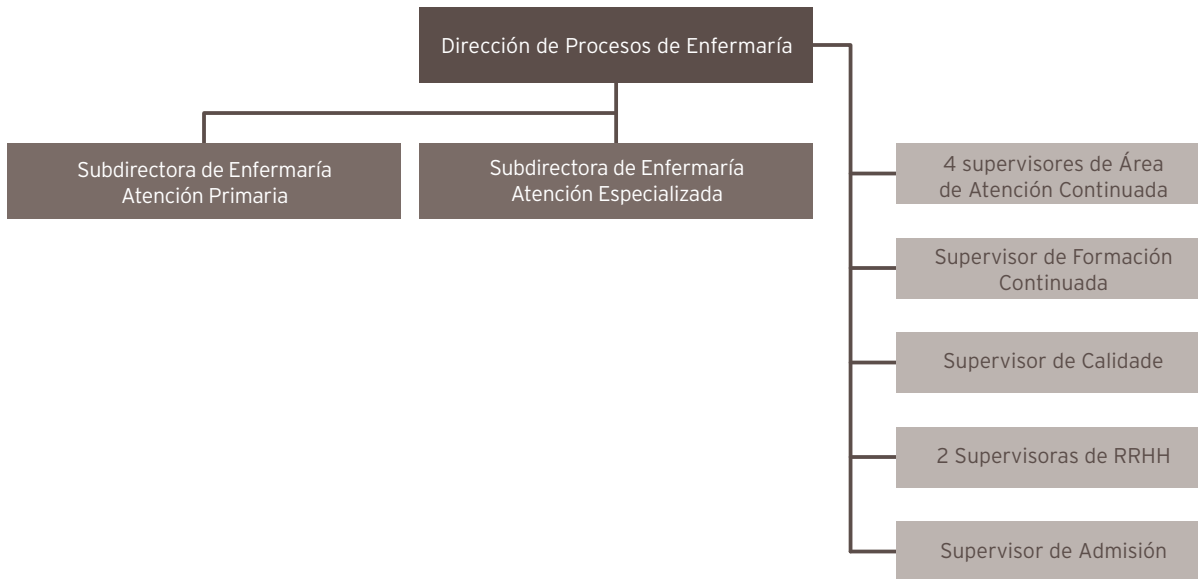 Dirección de Procesos de Enfermaría
Subdirectora de Enfermaría
Atención Primaria
Subdirectora de Enfermaría
Atención Especializada
4 supervisores de Área
de Atención Continuada
Supervisor de Formación
Continuada
Supervisor de Calidade
2 Supervisoras de RRHH
Supervisor de Admisión